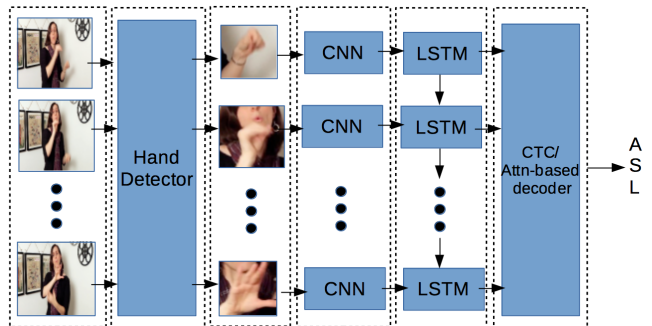 Hand
Detector
CNN
CNN
CNN
LSTM
LSTM
LSTM
CTC/
Attn-based
decoder
A
S
L